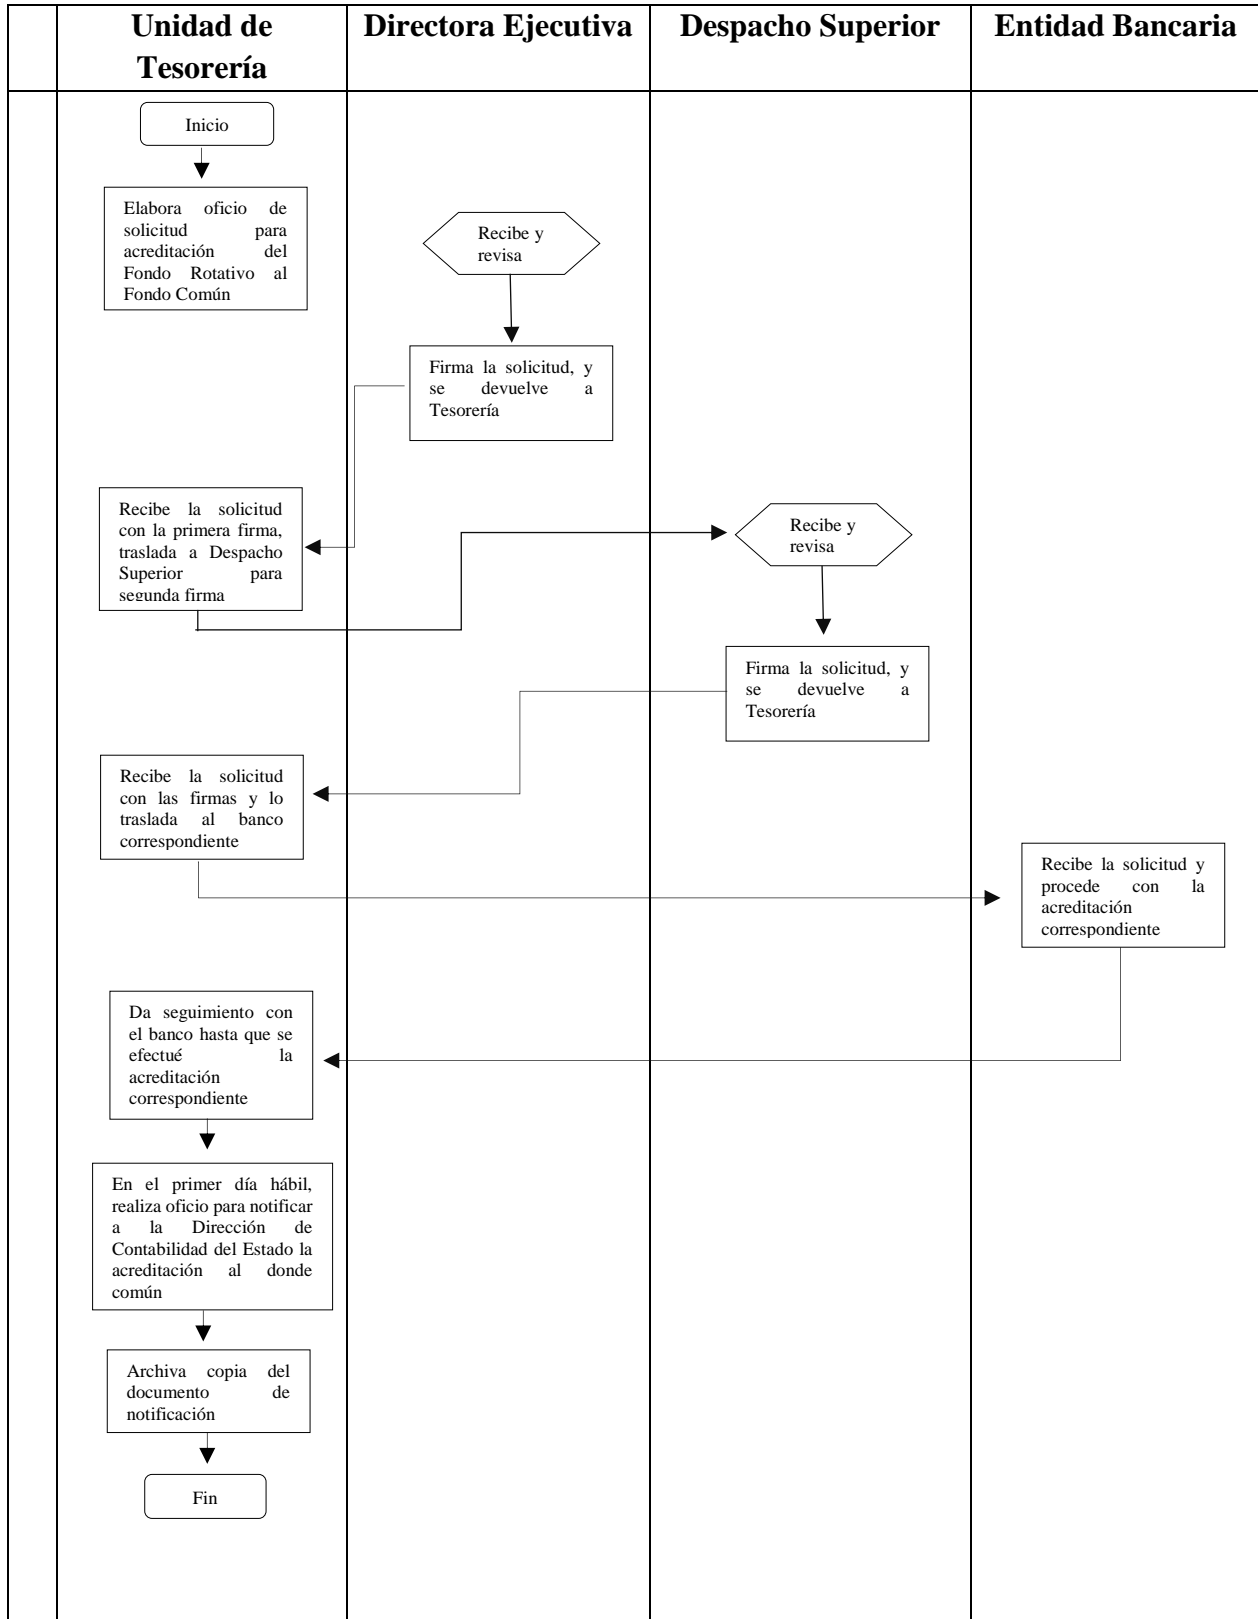 Unidad de
Tesorería
Directora Ejecutiva
Despacho Superior
Entidad Bancaria
Inicio
Elabora oficio de
solicitud para
acreditación del
Fondo Rotativo al
Fondo Común
Recibe y
revisa
Firma la solicitud, y
se devuelve a
Tesorería
Recibe la solicitud
con la primera firma,
traslada a Despacho
Superior para
segunda firma
Recibe y
revisa
Firma la solicitud, y
se devuelve a
Tesorería
Recibe la solicitud
con las firmas y lo
traslada al banco
correspondiente
Recibe la solicitud y
procede con la
acreditación
correspondiente
Da seguimiento con
el banco hasta que se
efectué la
acreditación
correspondiente
En el primer día hábil,
realiza oficio para notificar
a la Dirección de
Contabilidad del Estado la
acreditación al donde
común
Archiva copia del
documento de
notificación
Fin